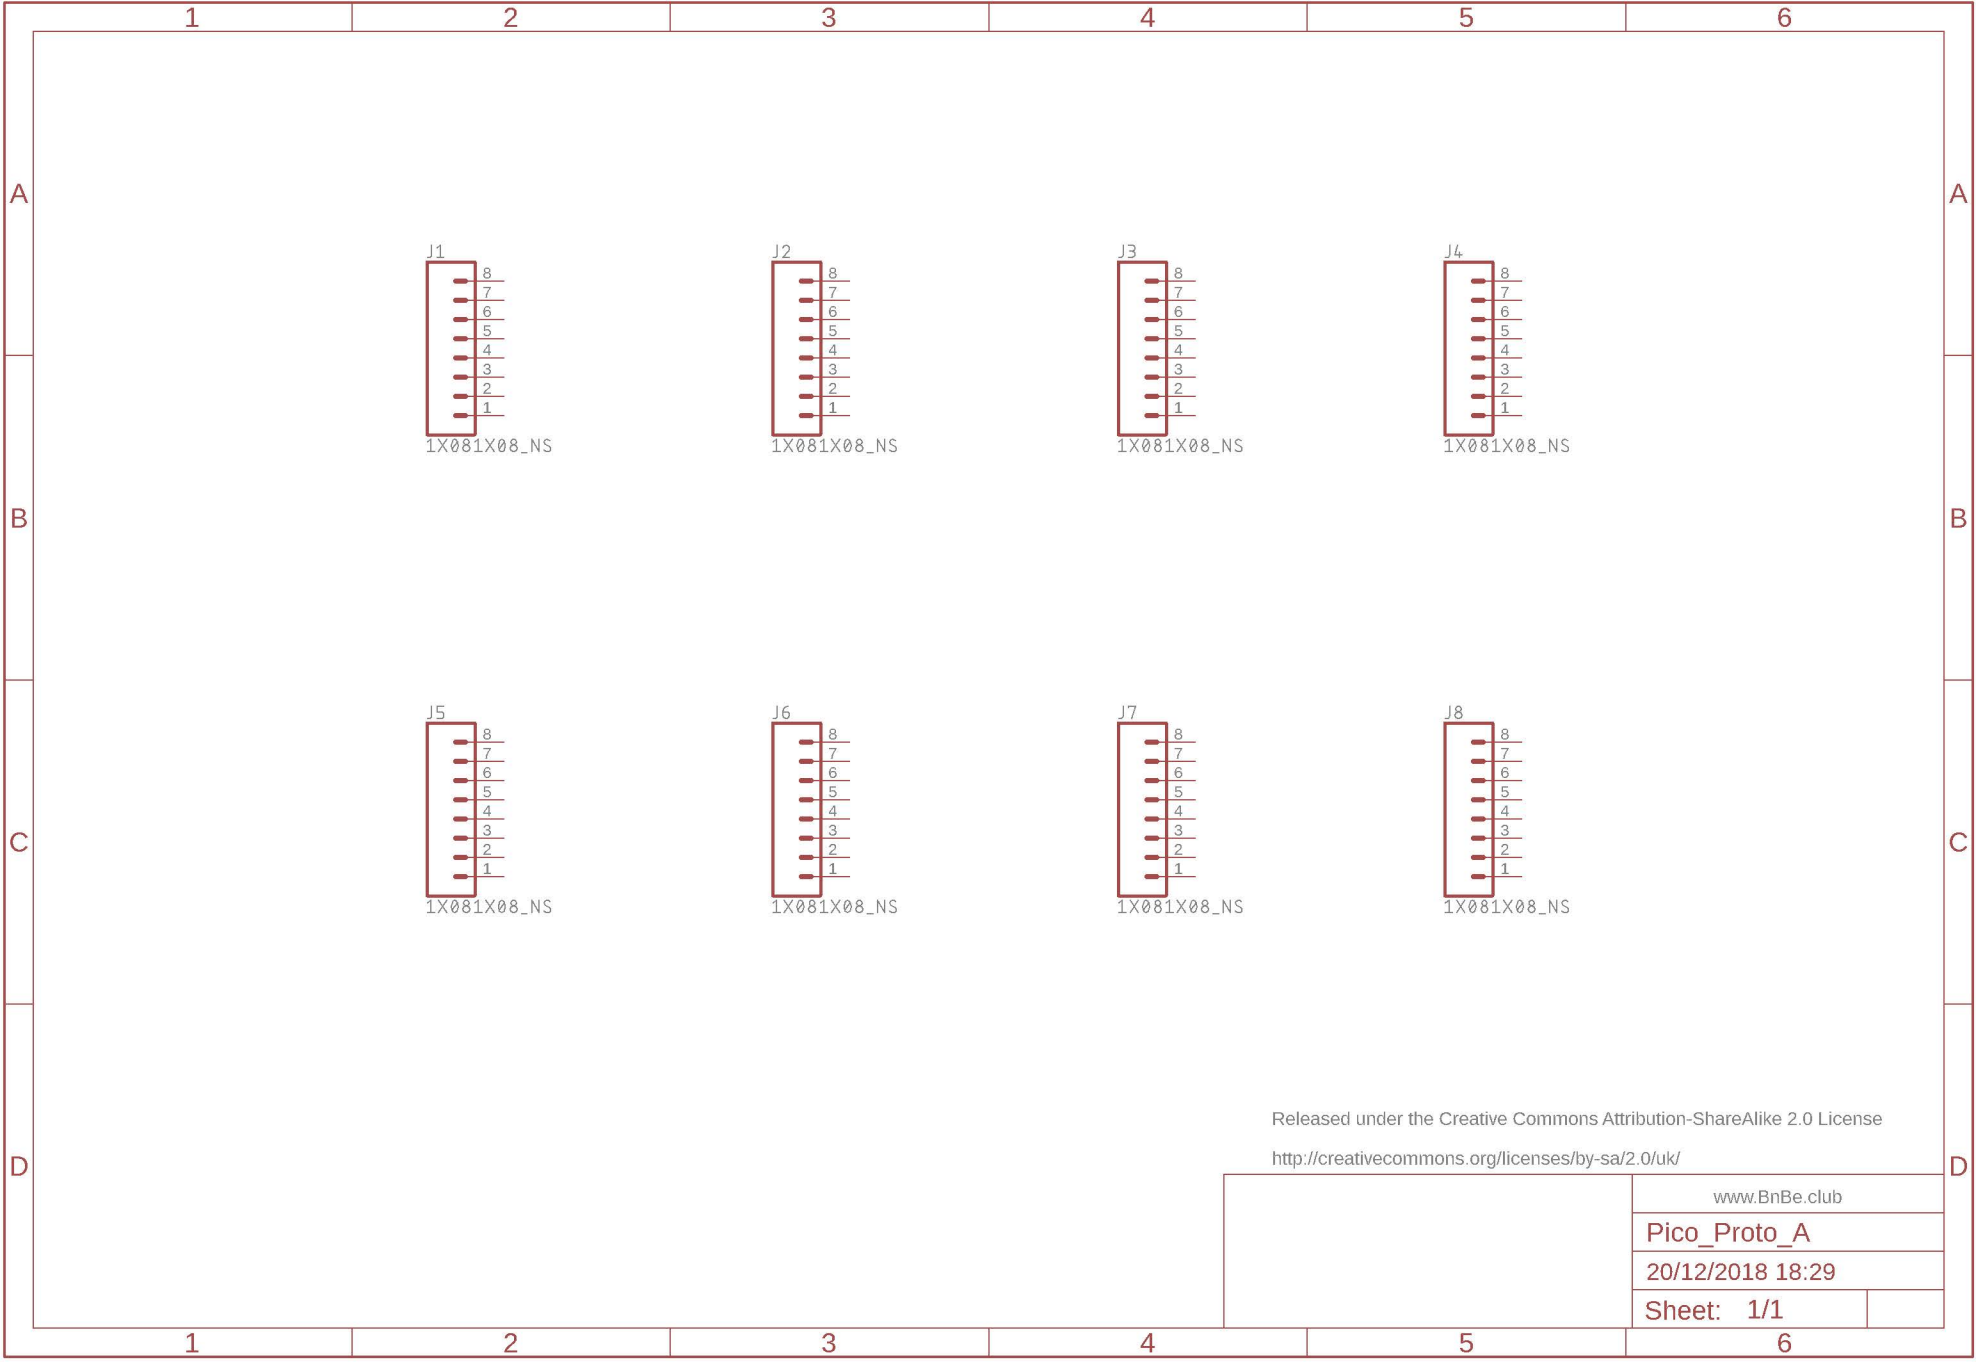 1 2 3 4 5 6
A A
J1 J2 J3 J4
8 8 8 8
7 7 7 7
6 6 6 6
5 5 5 5
4 4 4 4
3 3 3 3
2 2 2 2
1 1 1 1
1X081X08_NS 1X081X08_NS 1X081X08_NS 1X081X08_NS
B B
J5 J6 J7 J8
8 8 8 8
7 7 7 7
6 6 6 6
5 5 5 5
4 4 4 4
3 3 3 3
2 2 2 2
1 1 1 1
C C
1X081X08_NS 1X081X08_NS 1X081X08_NS 1X081X08_NS
Released under the Creative Commons Attribution-ShareAlike 2.0 License
http://creativecommons.org/licenses/by-sa/2.0/uk/
D D
www.BnBe.club
Pico_Proto_A
20/12/2018 18:29
Sheet: 1/1
1 2 3 4 5 6